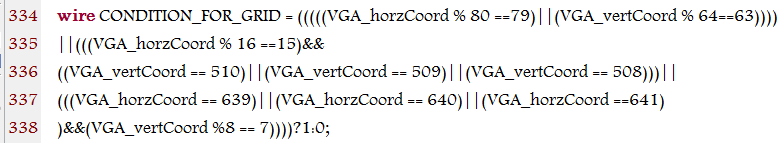 334 wire CONDITION_FOR_GRID = (((((VGA_horzCoord % 80 ==79)||(VGA_vertCoord % 64==63))))
335 ||(((VGA_horzCoord % 16 ==15)&&
336 ((VGA_vertCoord == 510)||(VGA_vertCoord == 509)||(VGA_vertCoord == 508)))||
337 (((VGA_horzCoord == 639)||(VGA_horzCoord == 640)||(VGA_horzCoord ==641)
338 )&&(VGA_vertCoord %8 == 7))))?1:0;